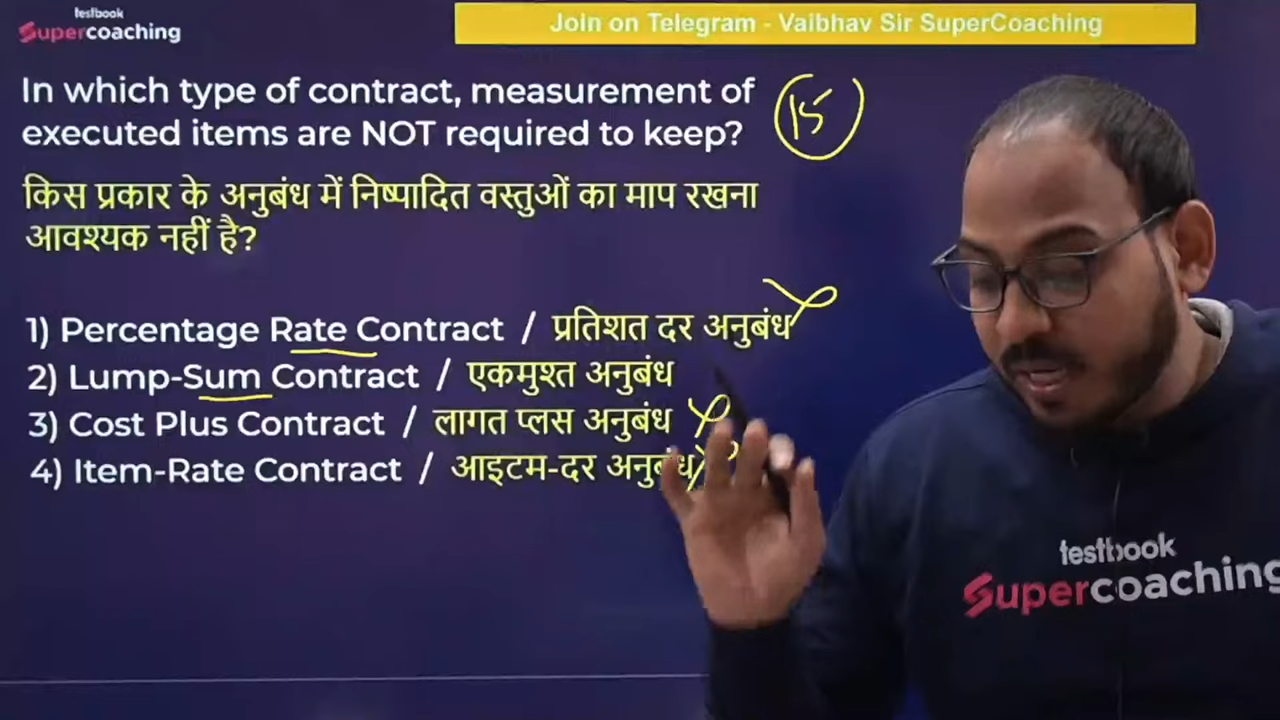 testbook
Supercoaching
Join on Telegram - Vaibhav Sir SuperCoaching
In which type of contract, measurement of
executed items are NOT required to keep?
15
किस प्रकार के अनुबंध में निष्पादित वस्तुओं का माप रखना
आवश्यक नहीं है?
1) Percentage Rate Contract / प्रतिशत दर अनुबंध
2) Lump-Sum Contract / एकमुश्त अनुबंध
3) Cost Plus Contract / लागत प्लस अनुबंध
4) Item-Rate Contract / आइटम-दर अनुबंध
testbook
Supercoaching